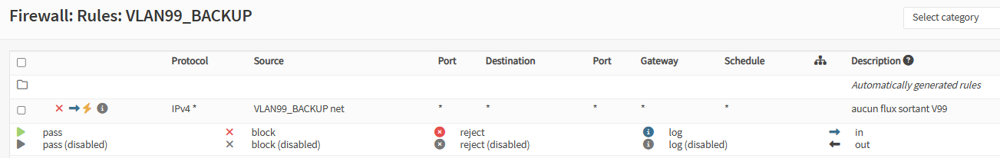 Firewall: Rules: VLAN99_BACKUP
Select category
Protocol Source Port Destination Port Gateway Schedule Description
Automatically generated rules
IPv4 * VLAN99_BACKUP net * * * * * aucun flux sortant V99
pass block reject log in
pass (disabled) block (disabled) reject (disabled) log (disabled) out